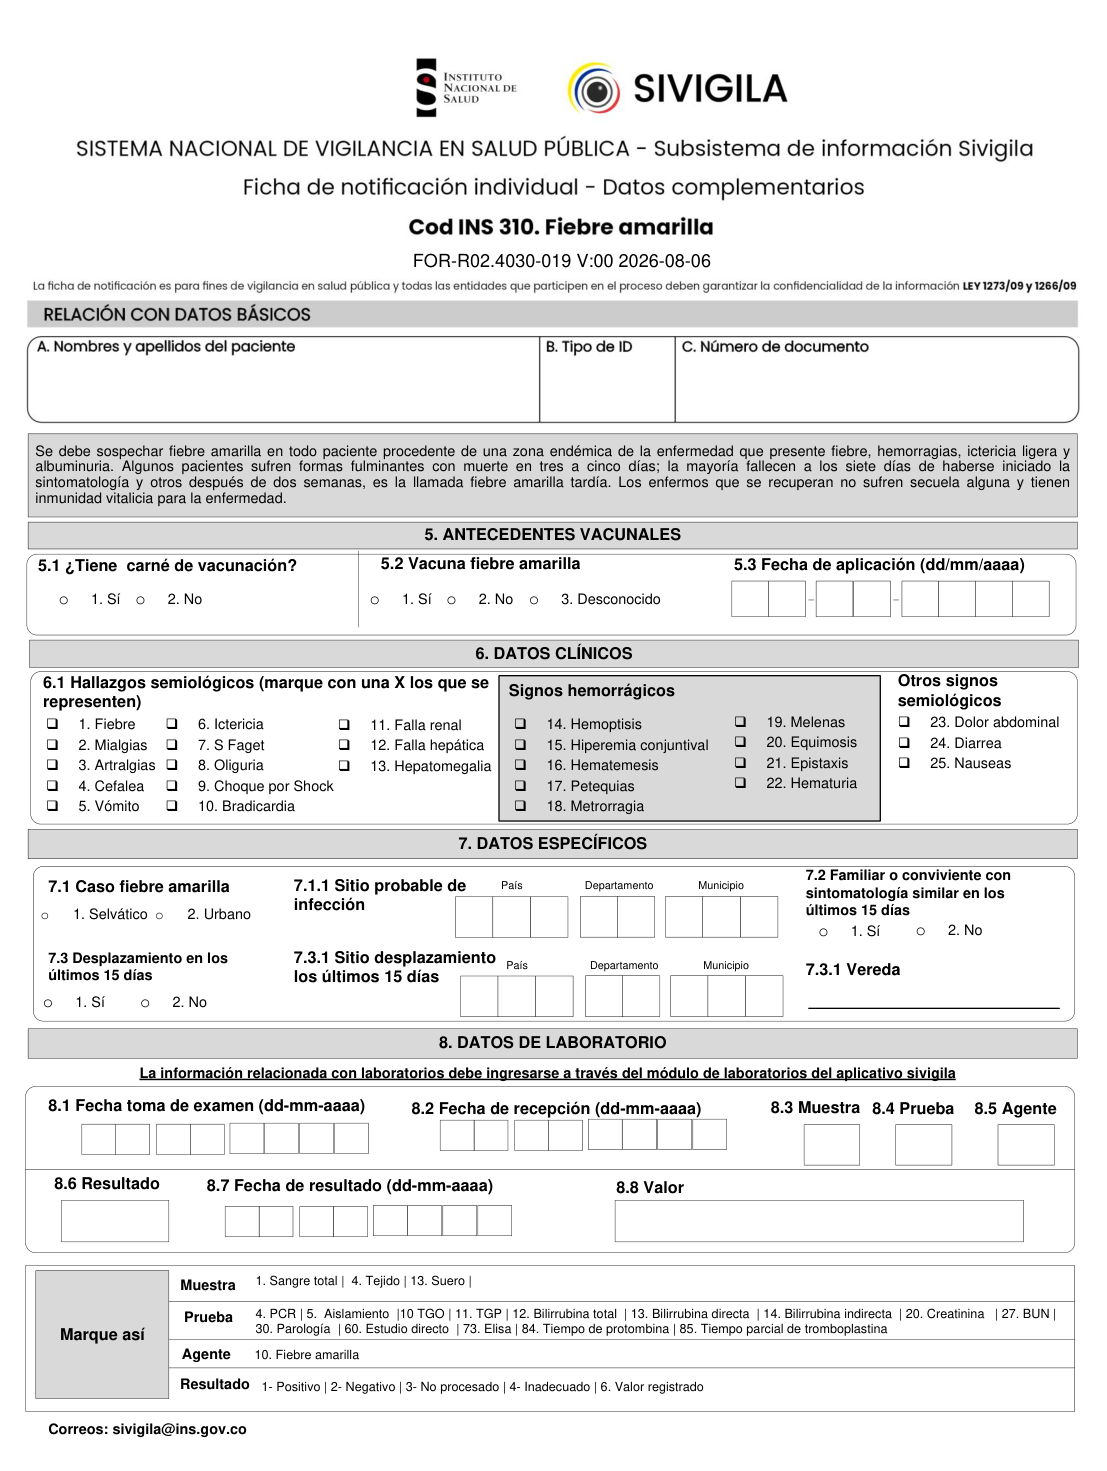 INSTITUTO
NACIONAL DE
SALUD
SIVIGILA
SISTEMA NACIONAL DE VIGILANCIA EN SALUD PÚBLICA - Subsistema de información Sivigila
Ficha de notificación individual - Datos complementarios
Cod INS 310. Fiebre amarilla
FOR-R02.4030-019 V:00 2026-08-06
La ficha de notificación es para fines de vigilancia en salud pública y todas las entidades que participen en el proceso deben garantizar la confidencialidad de la información LEY 1273/09 y 1266/09
RELACIÓN CON DATOS BÁSICOS
A. Nombres y apellidos del paciente
B. Tipo de ID
C. Número de documento
Se debe sospechar fiebre amarilla en todo paciente procedente de una zona endémica de la enfermedad que presente fiebre, hemorragias, ictericia ligera y
albuminuria. Algunos pacientes sufren formas fulminantes con muerte en tres a cinco días; la mayoría fallecen a los siete días de haberse iniciado la
sintomatología y otros después de dos semanas, es la llamada fiebre amarilla tardía. Los enfermos que se recuperan no sufren secuela alguna y tienen
inmunidad vitalicia para la enfermedad.
5. ANTECEDENTES VACUNALES
5.1 ¿Tiene carné de vacunación?
1. Sí 2. No
5.2 Vacuna fiebre amarilla
1. Sí 2. No 3. Desconocido
5.3 Fecha de aplicación (dd/mm/aaaa)
6. DATOS CLÍNICOS
6.1 Hallazgos semiológicos (marque con una X los que se
representen)
1. Fiebre
2. Mialgias
3. Artralgias
4. Cefalea
5. Vómito
6. Ictericia
7. S Faget
8. Oliguria
9. Choque por Shock
10. Bradicardia
11. Falla renal
12. Falla hepática
13. Hepatomegalia
Signos hemorrágicos
14. Hemoptisis
15. Hiperemia conjuntival
16. Hematemesis
17. Petequias
18. Metrorragia
19. Melenas
20. Equimosis
21. Epistaxis
22. Hematuria
Otros signos
semiológicos
23. Dolor abdominal
24. Diarrea
25. Nauseas
7. DATOS ESPECÍFICOS
7.1 Caso fiebre amarilla
1. Selvático 2. Urbano
7.1.1 Sitio probable de
infección
País
Departamento
Municipio
7.2 Familiar o conviviente con
sintomatología similar en los
últimos 15 días
1. Sí 2. No
7.3 Desplazamiento en los
últimos 15 días
1. Sí 2. No
7.3.1 Sitio desplazamiento
los últimos 15 días
País
Departamento
Municipio
7.3.1 Vereda
8. DATOS DE LABORATORIO
La información relacionada con laboratorios debe ingresarse a través del módulo de laboratorios del aplicativo sivigila
8.1 Fecha toma de examen (dd-mm-aaaa)
8.2 Fecha de recepción (dd-mm-aaaa)
8.3 Muestra
8.4 Prueba
8.5 Agente
8.6 Resultado
8.7 Fecha de resultado (dd-mm-aaaa)
8.8 Valor
Marque así
Muestra
1. Sangre total | 4. Tejido | 13. Suero |
Prueba
4. PCR | 5. Aislamiento |10 TGO | 11. TGP | 12. Bilirrubina total | 13. Bilirrubina directa | 14. Bilirrubina indirecta | 20. Creatinina | 27. BUN |
30. Parología | 60. Estudio directo | 73. Elisa | 84. Tiempo de protombina | 85. Tiempo parcial de tromboplastina
Agente
10. Fiebre amarilla
Resultado
1- Positivo | 2- Negativo | 3- No procesado | 4- Inadecuado | 6. Valor registrado
Correos: sivigila@ins.gov.co